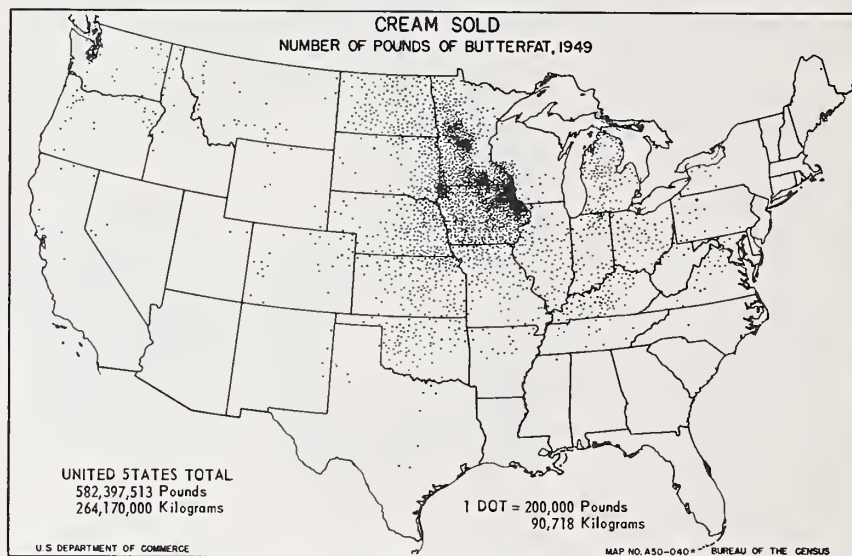 CREAM SOLD
NUMBER OF POUNDS OF BUTTERFAT, 1949
UNITED STATES TOTAL
582,397,513 Pounds
264,170,000 Kilograms
1 DOT = 200,000 Pounds
90,718 Kilograms
U.S DEPARTMENT OF COMMERCE
MAP NO. A50-040* BUREAU OF THE CENSUS